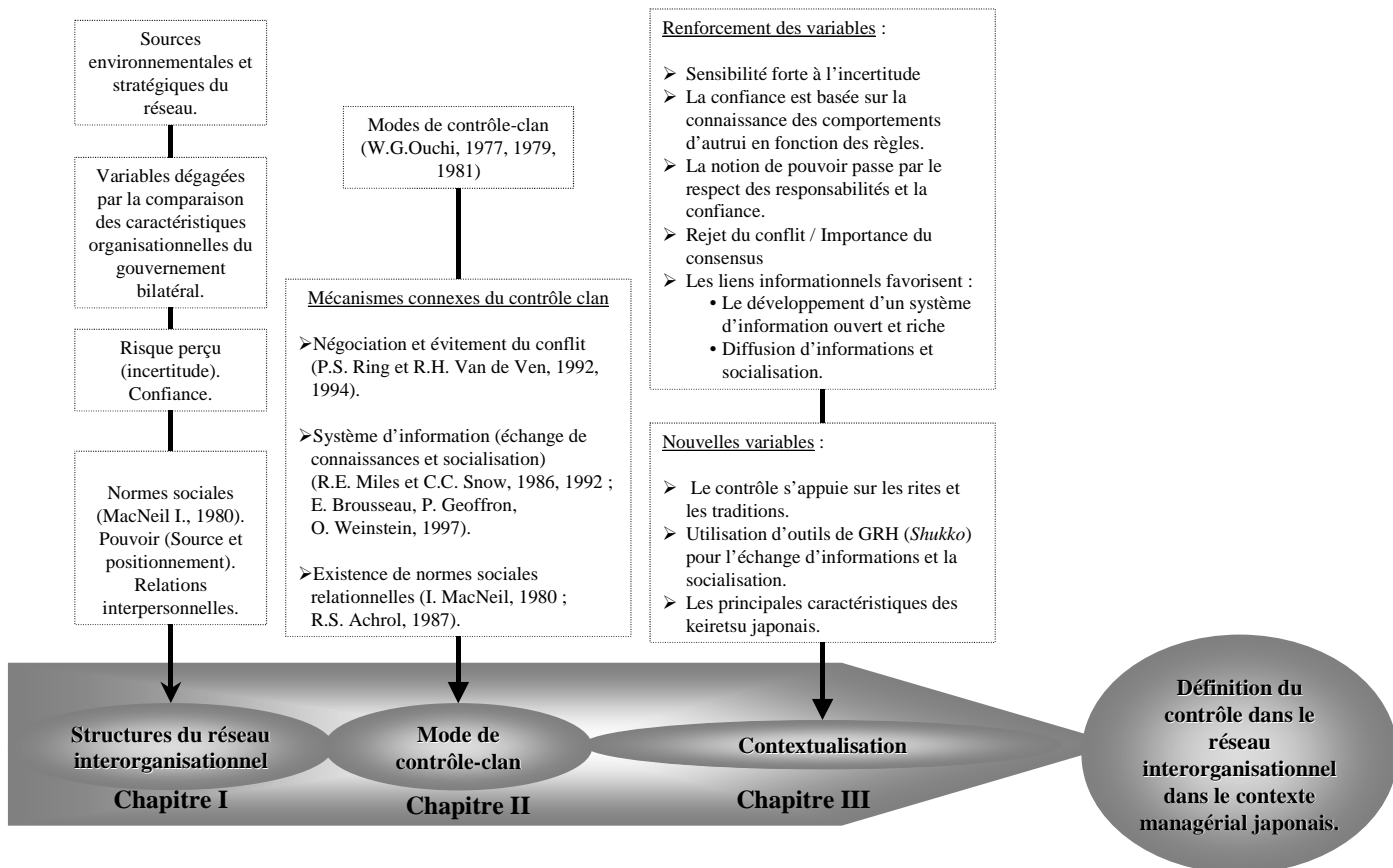 Sources
environnementales et
stratégiques du
réseau.
Variables dégagées
par la comparaison
des caractéristiques
organisationnelles du
gouvernement
bilatéral.
Risque perçu
(incertitude).
Confiance.
Normes sociales
(MacNeil I., 1980).
Pouvoir (Source et
positionnement).
Relations
interpersonnelles.
Structures du réseau
interorganisationnel
Chapitre I
Modes de contrôle-clan
(W.G.Ouchi, 1977, 1979,
1981)
Mécanismes connexes du contrôle clan
➢Négociation et évitement du conflit
(P.S. Ring et R.H. Van de Ven, 1992,
1994).
➢Système d’information (échange de
connaissances et socialisation)
(R.E. Miles et C.C. Snow, 1986, 1992 ;
E. Brousseau, P. Geoffron,
O. Weinstein, 1997).
➢Existence de normes sociales
relationnelles (I. MacNeil, 1980 ;
R.S. Achrol, 1987).
Mode de
contrôle-clan
Chapitre II
Renforcement des variables :
➢ Sensibilité forte à l’incertitude
➢ La confiance est basée sur la
connaissance des comportements
d’autrui en fonction des règles.
➢ La notion de pouvoir passe par le
respect des responsabilités et la
confiance.
➢ Rejet du conflit / Importance du
consensus
➢ Les liens informationnels favorisent :
• Le développement d’un système
d’information ouvert et riche
• Diffusion d’informations et
socialisation.
Nouvelles variables :
➢ Le contrôle s’appuie sur les rites et
les traditions.
➢ Utilisation d’outils de GRH (Shukko)
pour l’échange d’informations et la
socialisation.
➢ Les principales caractéristiques des
keiretsu japonais.
Contextualisation
Chapitre III
Définition du
contrôle dans le
réseau
interorganisationnel
dans le contexte
managérial japonais.